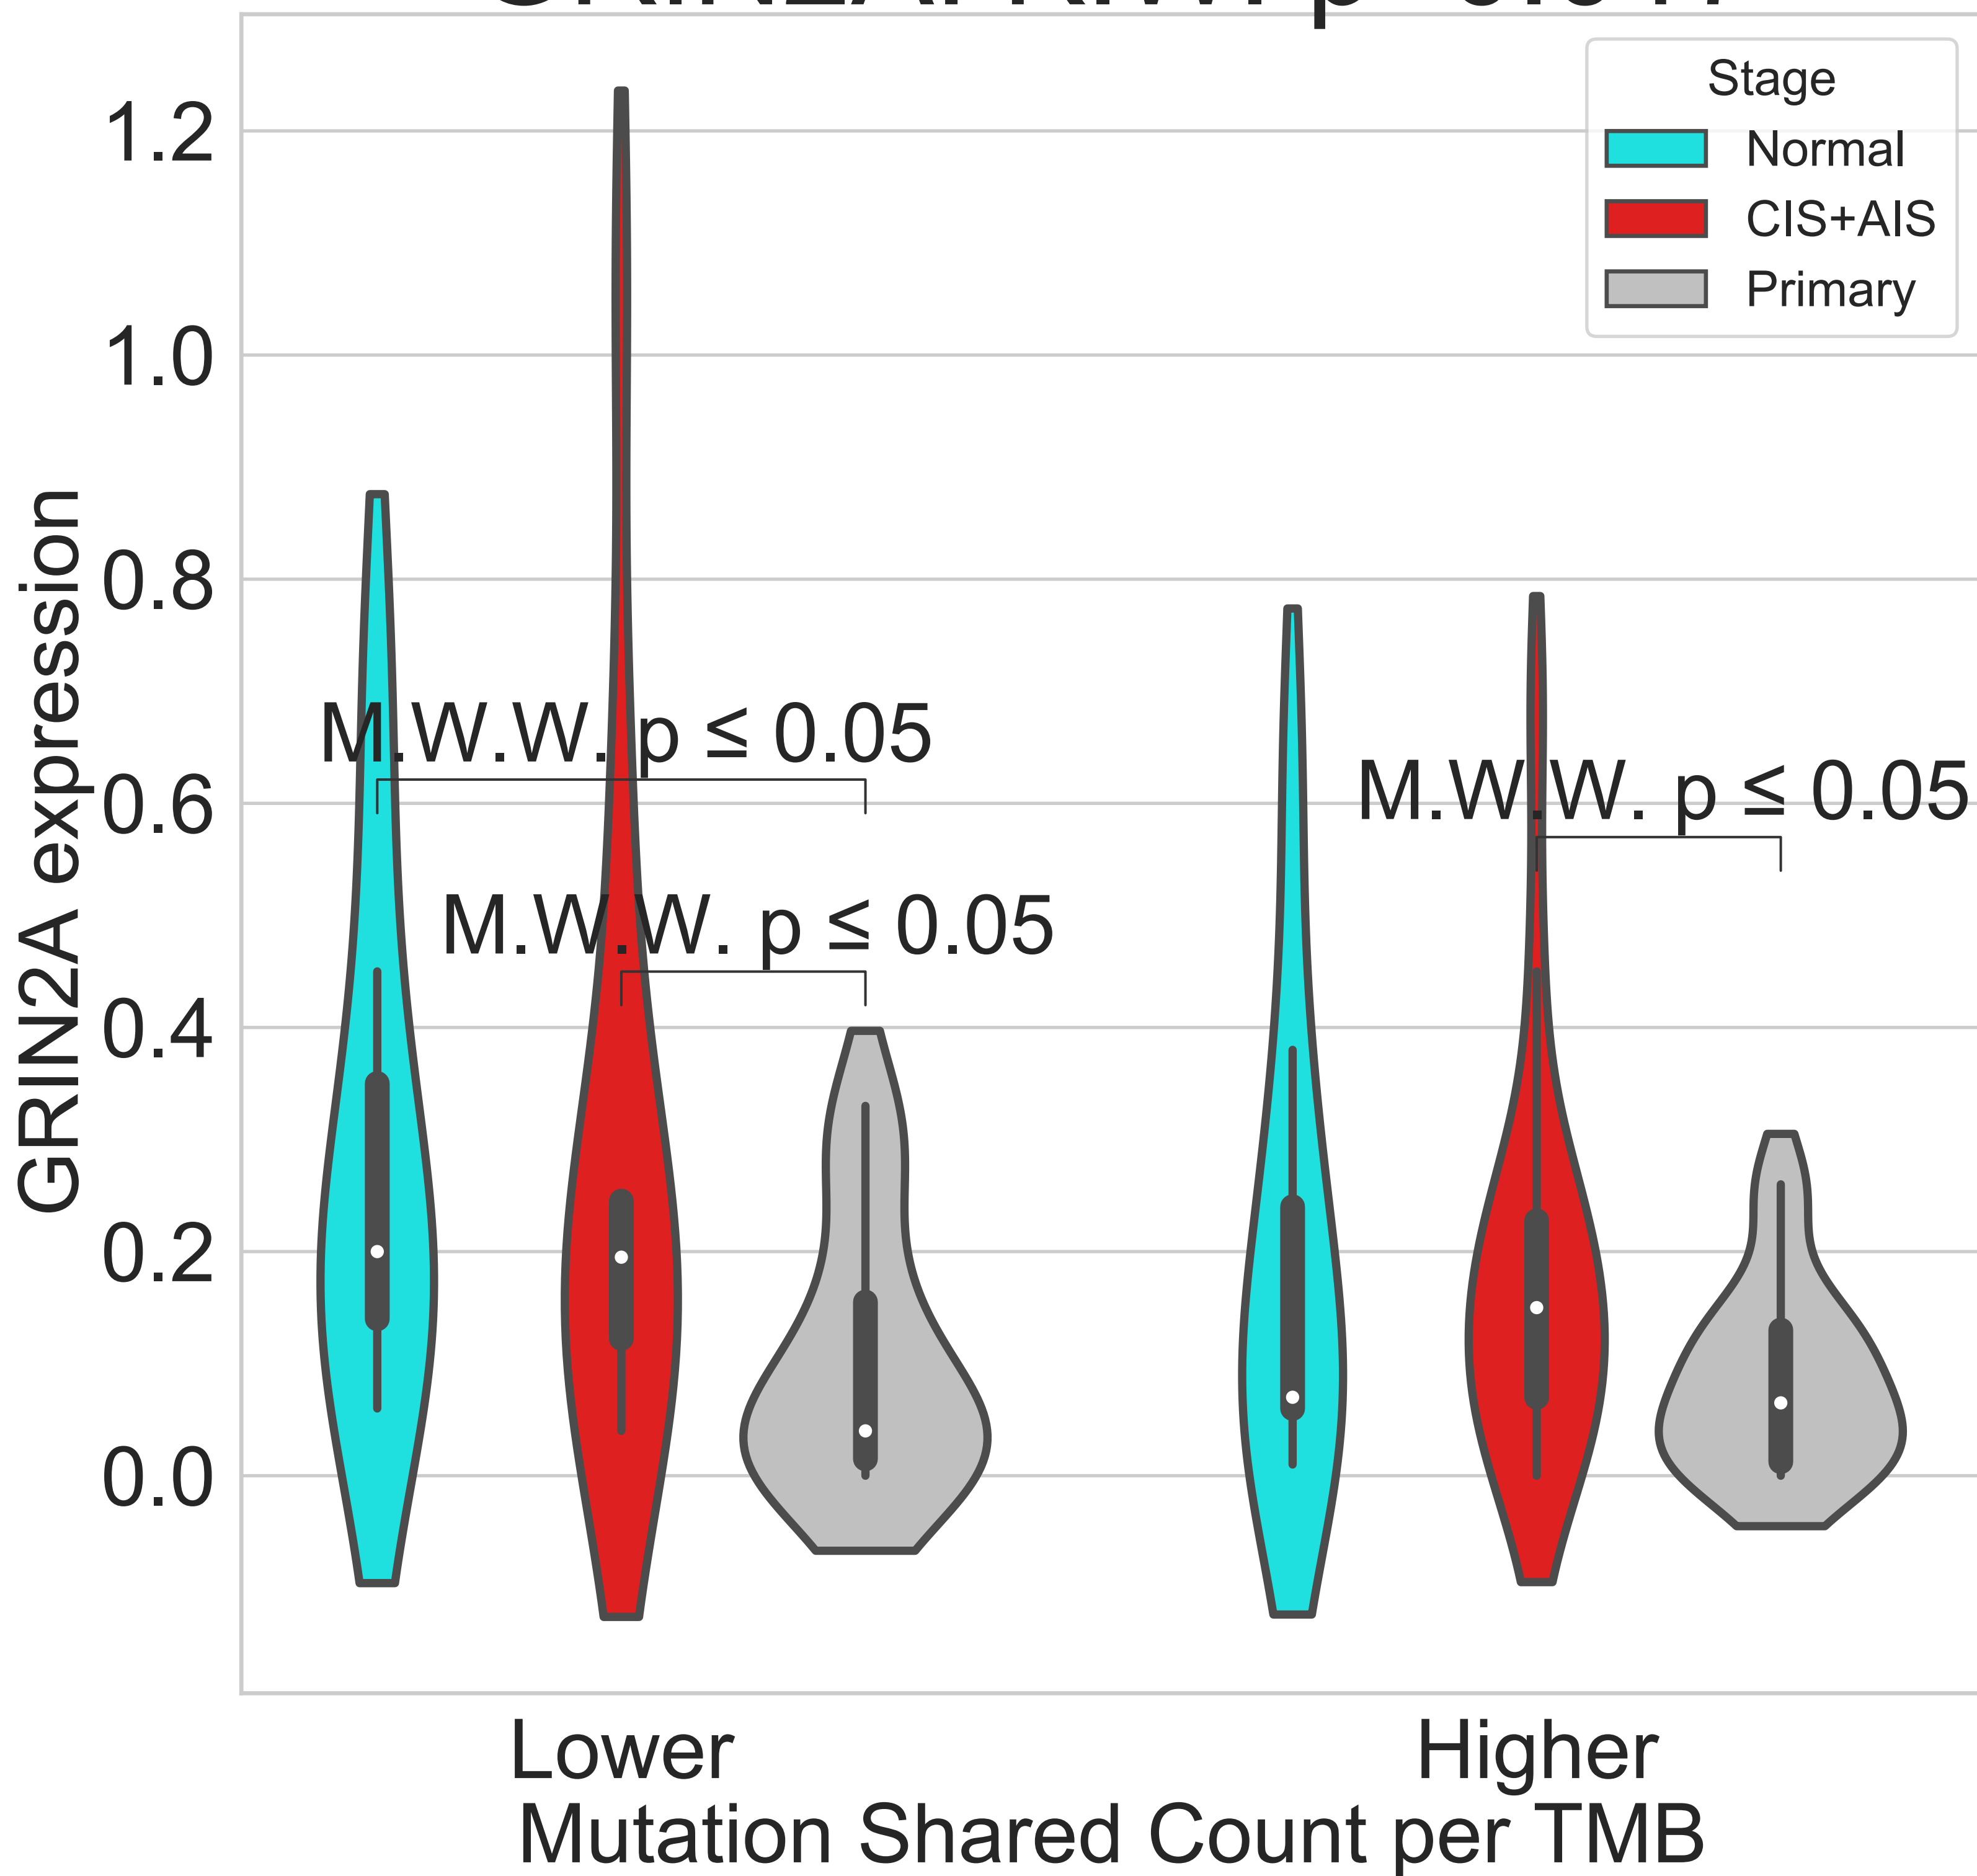 Stage
Normal
CIS+AIS
Primary
1.2
1.0
0.8
0.6
0.4
0.2
0.0
GRIN2A expression
M.W.W. p ≤ 0.05
M.W.W. p ≤ 0.05
M.W.W. p ≤ 0.05
Lower
Higher
Mutation Shared Count per TMB